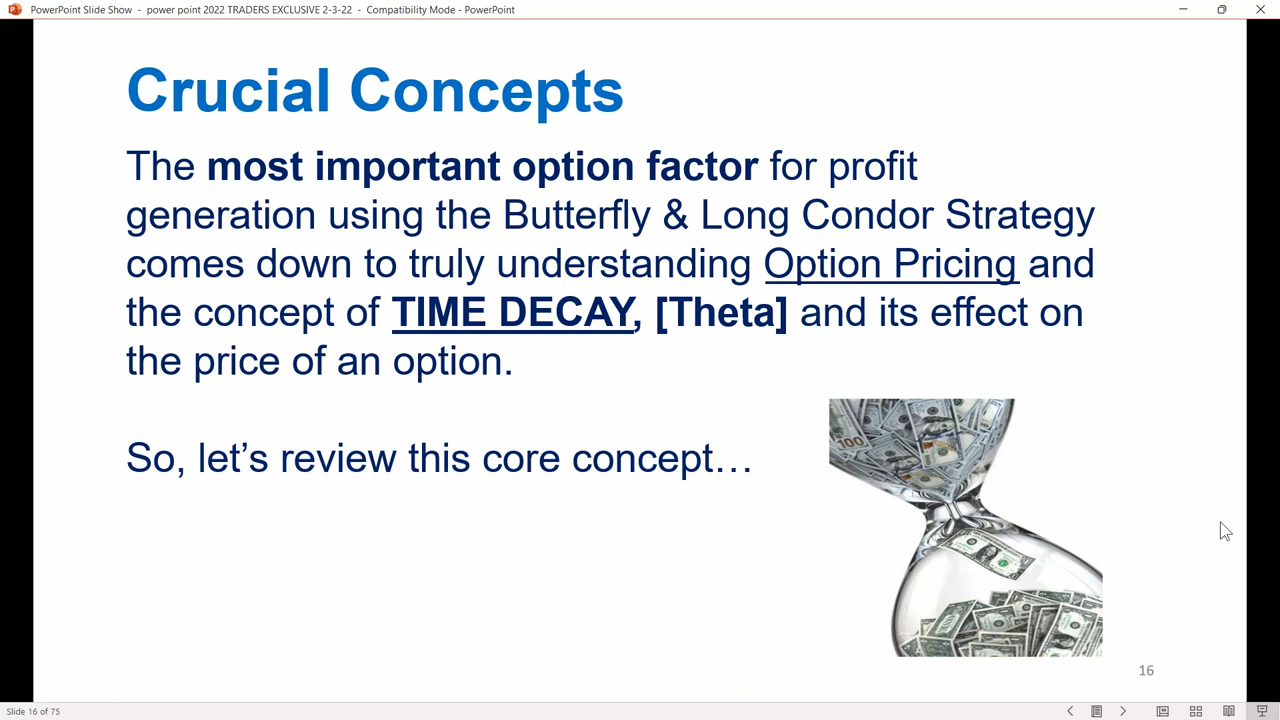 PowerPoint Slide Show - power point 2022 TRADERS EXCLUSIVE 2-3-22 - Compatibility Mode - PowerPoint
Crucial Concepts
The most important option factor for profit
generation using the Butterfly & Long Condor Strategy
comes down to truly understanding Option Pricing and
the concept of TIME DECAY, [Theta] and its effect on
the price of an option.
So, let’s review this core concept…
100
16
Slide 16 of 75